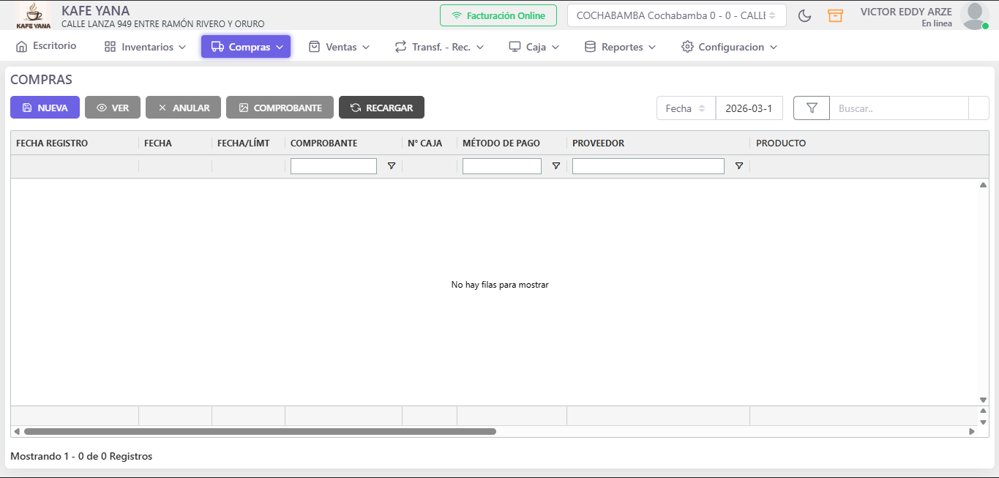 KAFE YANA
KAFE YANA
CALLE LANZA 949 ENTRE RAMÓN RIVERO Y ORURO
Facturación Online
COCHABAMBA Cochabamba 0 - 0 - CALLE
VICTOR EDDY ARZE
En linea
Escritorio
Inventarios
Compras
Ventas
Transf. - Rec.
Caja
Reportes
Configuracion
COMPRAS
NUEVA
VER
ANULAR
COMPROBANTE
RECARGAR
Fecha
2026-03-1
Buscar..
FECHA REGISTRO
FECHA
FECHA/LÍMT
COMPROBANTE
N° CAJA
MÉTODO DE PAGO
PROVEEDOR
PRODUCTO
No hay filas para mostrar
Mostrando 1 - 0 de 0 Registros